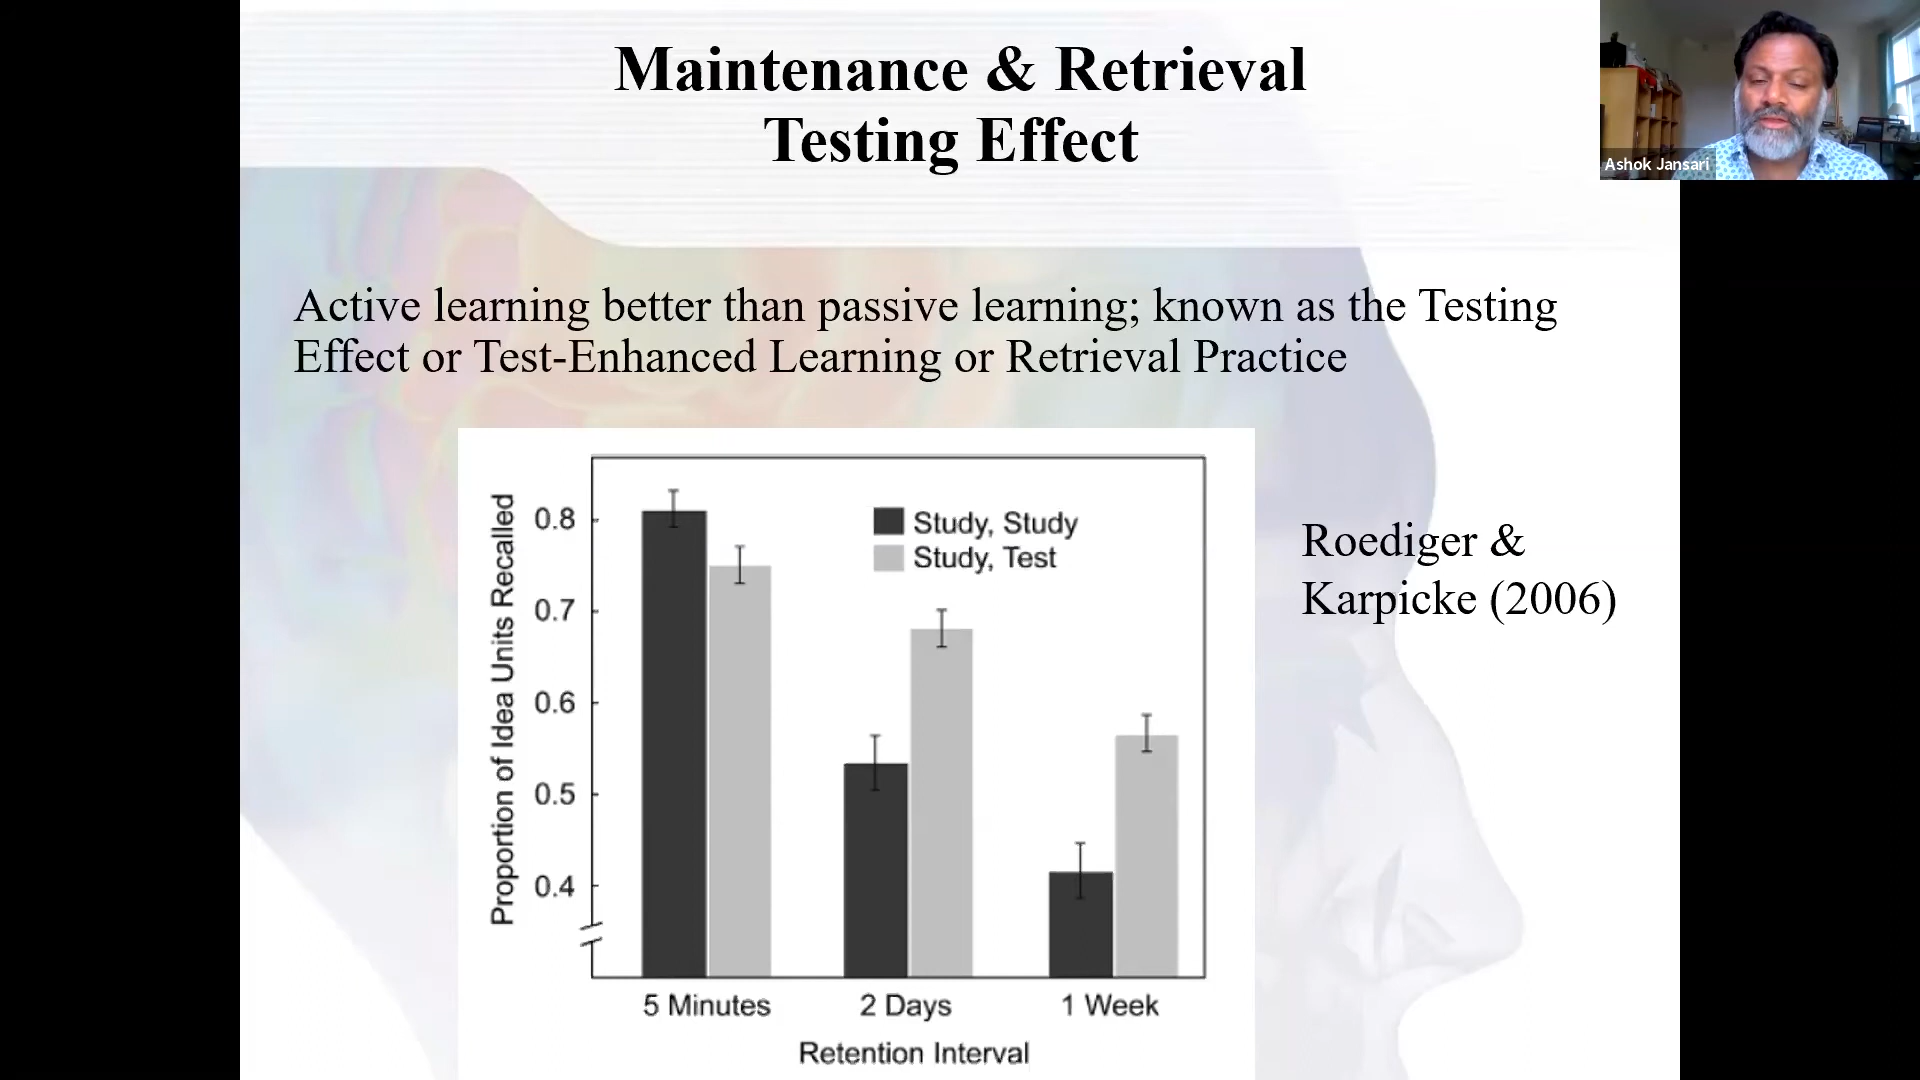 Maintenance & Retrieval
Testing Effect
Ashok Jansari
Active learning better than passive learning; known as the Testing
Effect or Test-Enhanced Learning or Retrieval Practice
Proportion of Idea Units Recalled
0.8
0.7
0.6
0.5
0.4
Study, Study
Study, Test
5 Minutes
2 Days
1 Week
Retention Interval
Roediger &
Karpicke (2006)